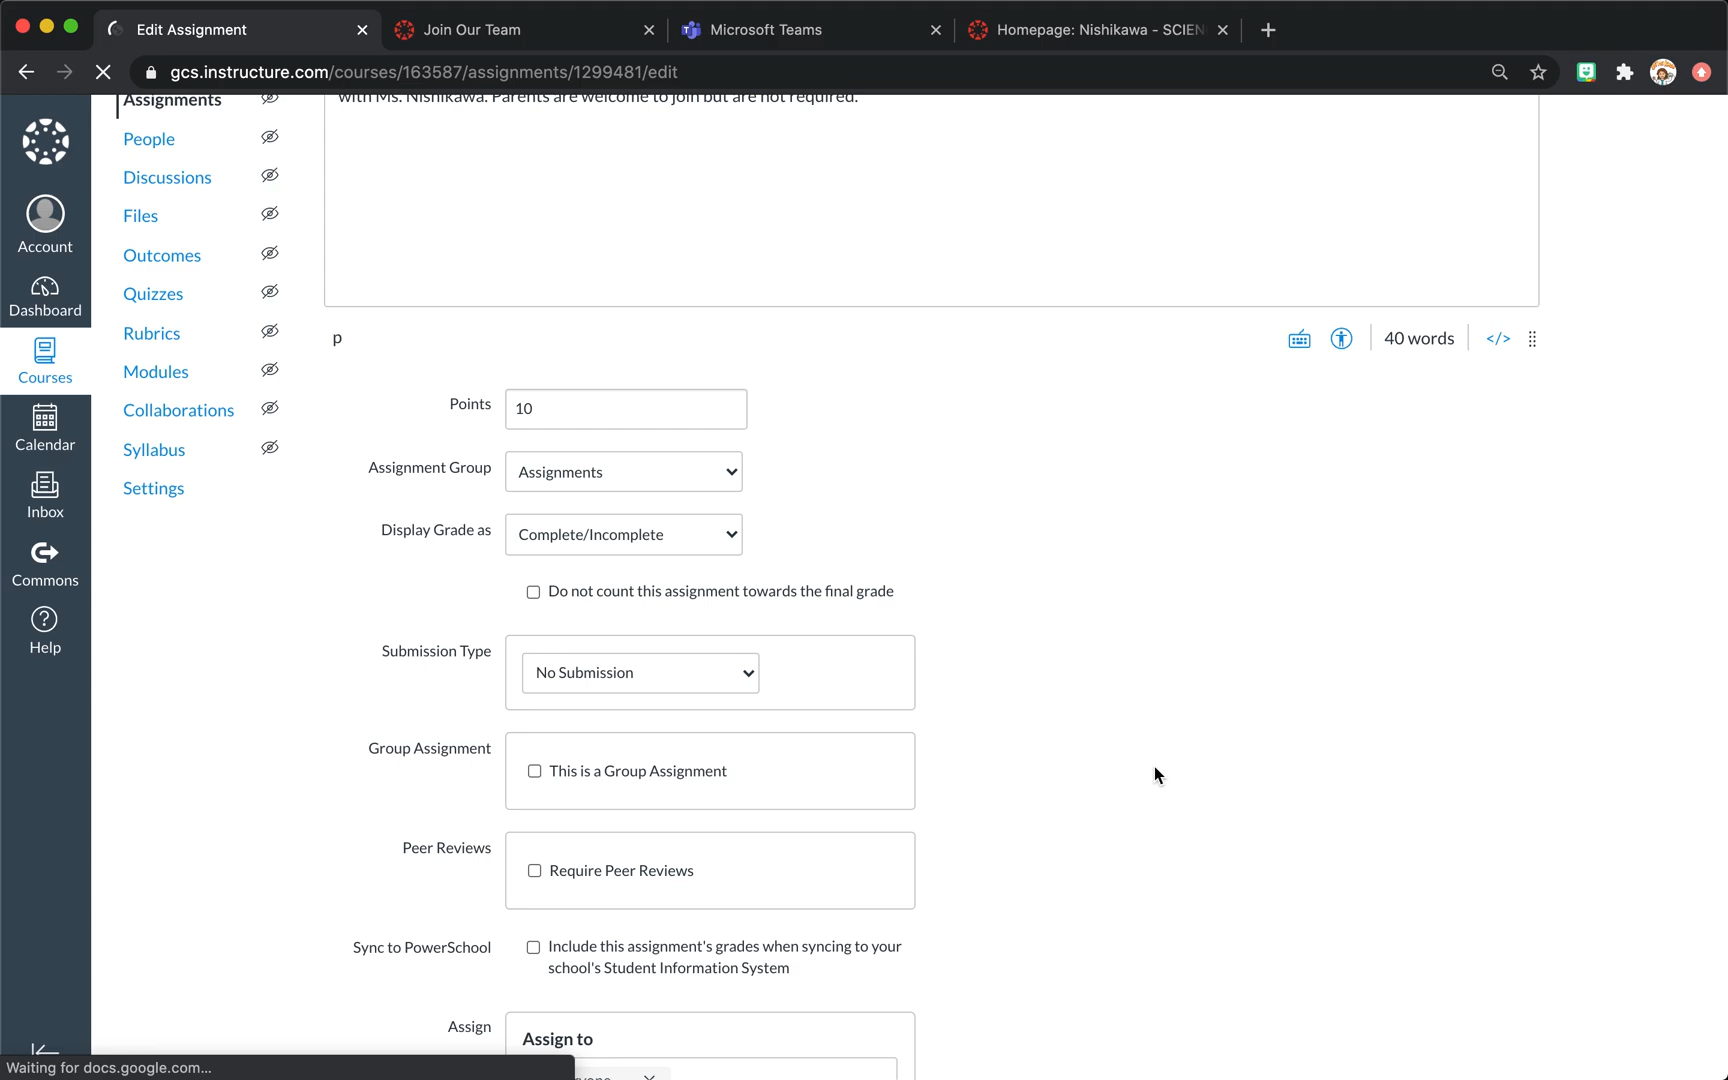 Edit Assignment
Join Our Team
Microsoft Teams
Homepage: Nishikawa - SCIEN
gcs.instructure.com/courses/163587/assignments/1299481/edit
Account
Dashboard
Courses
Calendar
Inbox
Commons
Help
Assignments
People
Discussions
Files
Outcomes
Quizzes
Rubrics
Modules
Collaborations
Syllabus
Settings
with Ms. Nishikawa. Parents are welcome to join but are not required.
p
40 words
</>
Points
10
Assignment Group
Assignments
Display Grade as
Complete/Incomplete
Do not count this assignment towards the final grade
Submission Type
No Submission
Group Assignment
This is a Group Assignment
Peer Reviews
Require Peer Reviews
Sync to PowerSchool
Include this assignment's grades when syncing to your
school's Student Information System
Assign
Assign to
Waiting for docs.google.com...